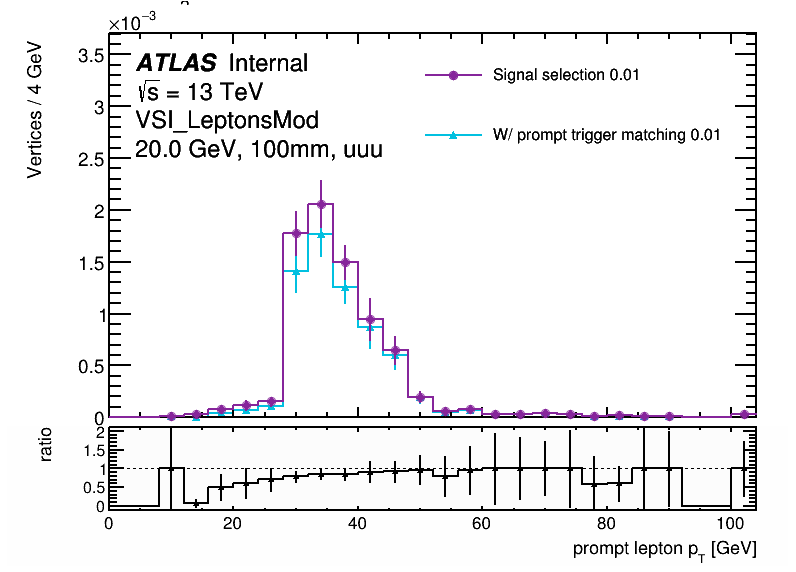 ×10−3
Vertices / 4 GeV
3.5
3
2.5
2
1.5
1
0.5
0
ATLAS Internal
√s = 13 TeV
VSI_LeptonsMod
20.0 GeV, 100mm, uuu
Signal selection 0.01
W/ prompt trigger matching 0.01
ratio
2
1.5
1
0.5
0
0 20 40 60 80 100
prompt lepton pT [GeV]